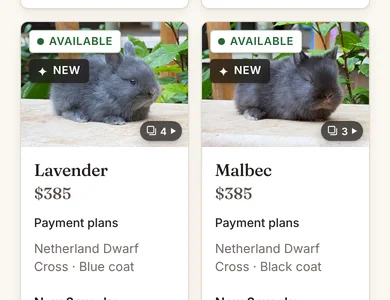 AVAILABLE
NEW
4
Lavender
$385
Payment plans
Netherland Dwarf
Cross · Blue coat
AVAILABLE
NEW
3
Malbec
$385
Payment plans
Netherland Dwarf
Cross · Black coat